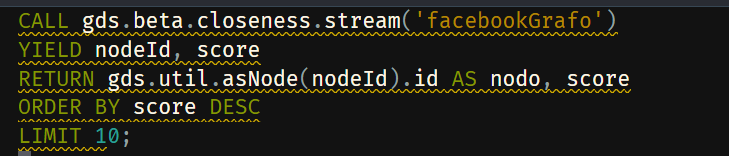 CALL gds.beta.closeness.stream('facebookGrafo')
YIELD nodeId, score
RETURN gds.util.asNode(nodeId).id AS nodo, score
ORDER BY score DESC
LIMIT 10;